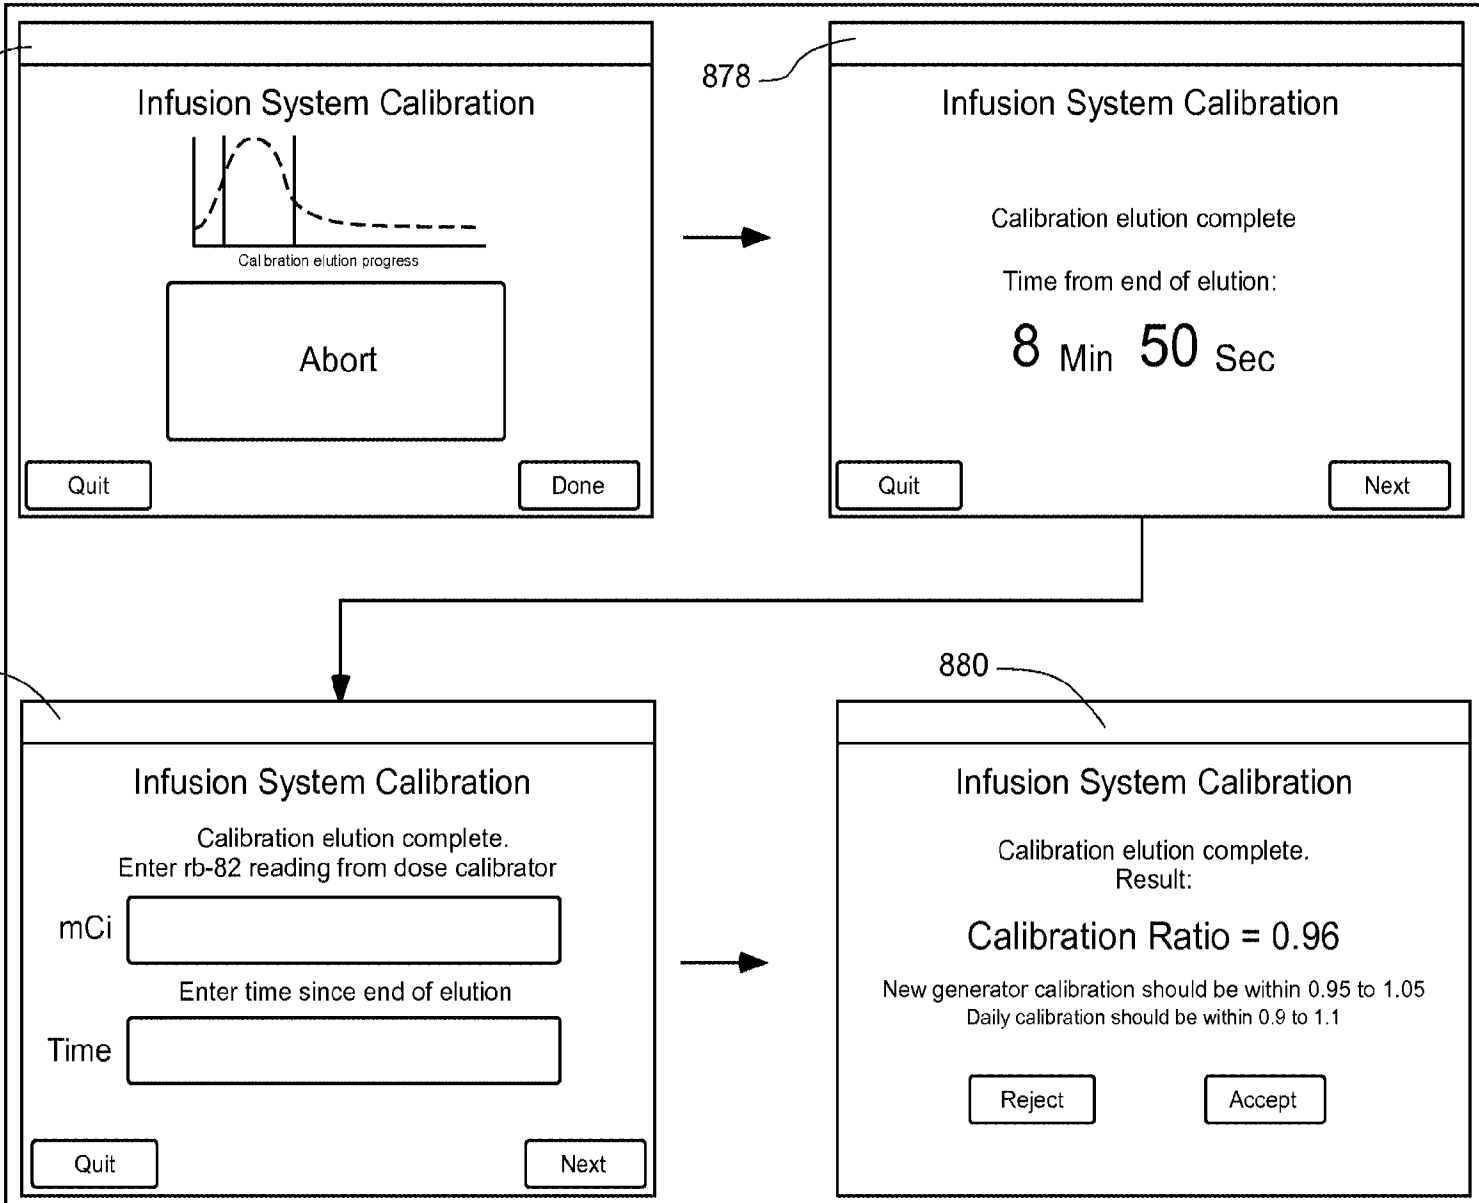 Infusion System Calibration
Cal bration elution progress
Abort
Quit
Done
878
Infusion System Calibration
Calibration elution complete
Time from end of elution:
8 Min 50 Sec
Quit
Next
Infusion System Calibration
Calibration elution complete.
Enter rb-82 reading from dose calibrator
mCi
Enter time since end of elution
Time
Quit
Next
880
Infusion System Calibration
Calibration elution complete.
Result:
Calibration Ratio = 0.96
New generator calibration should be within 0.95 to 1.05
Daily calibration should be within 0.9 to 1.1
Reject
Accept